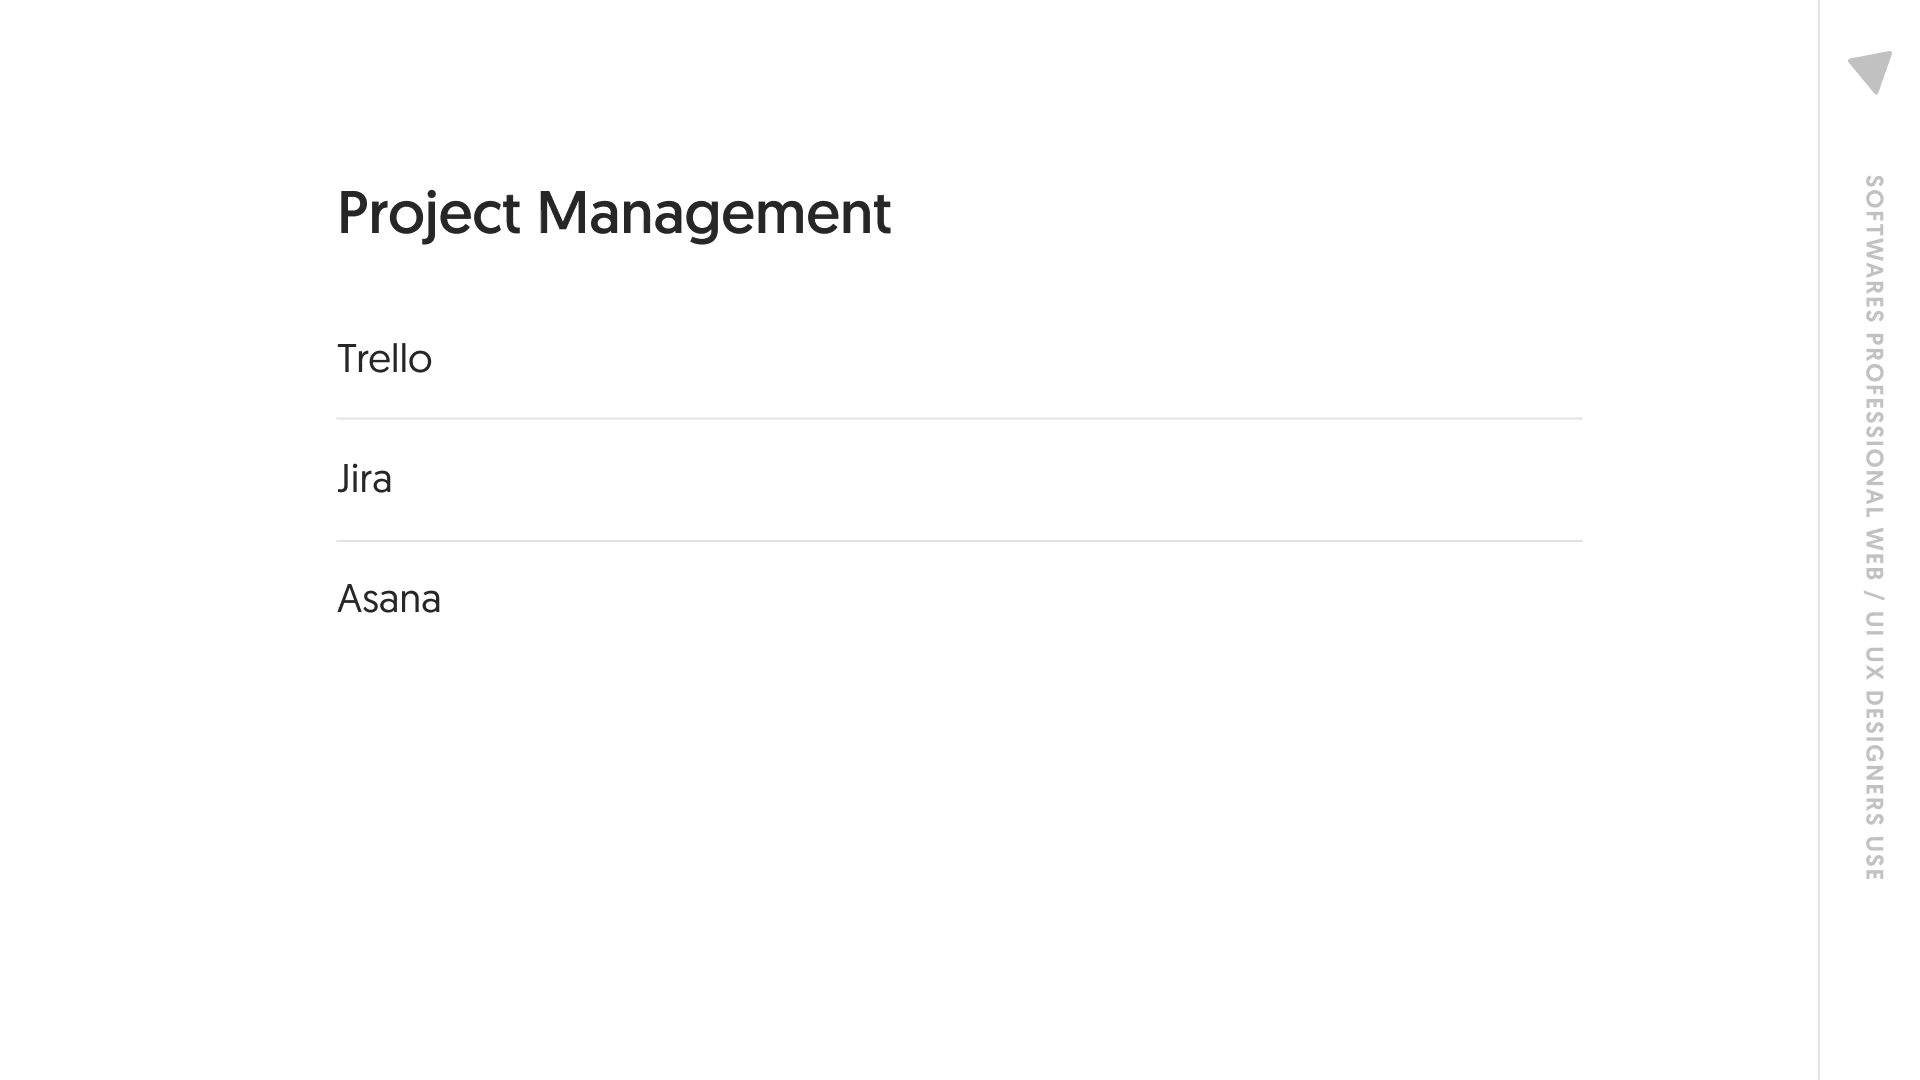 Project Management
Trello
Jira
Asana
SOFTWARES PROFESSIONAL WEB / UI UX DESIGNERS USE